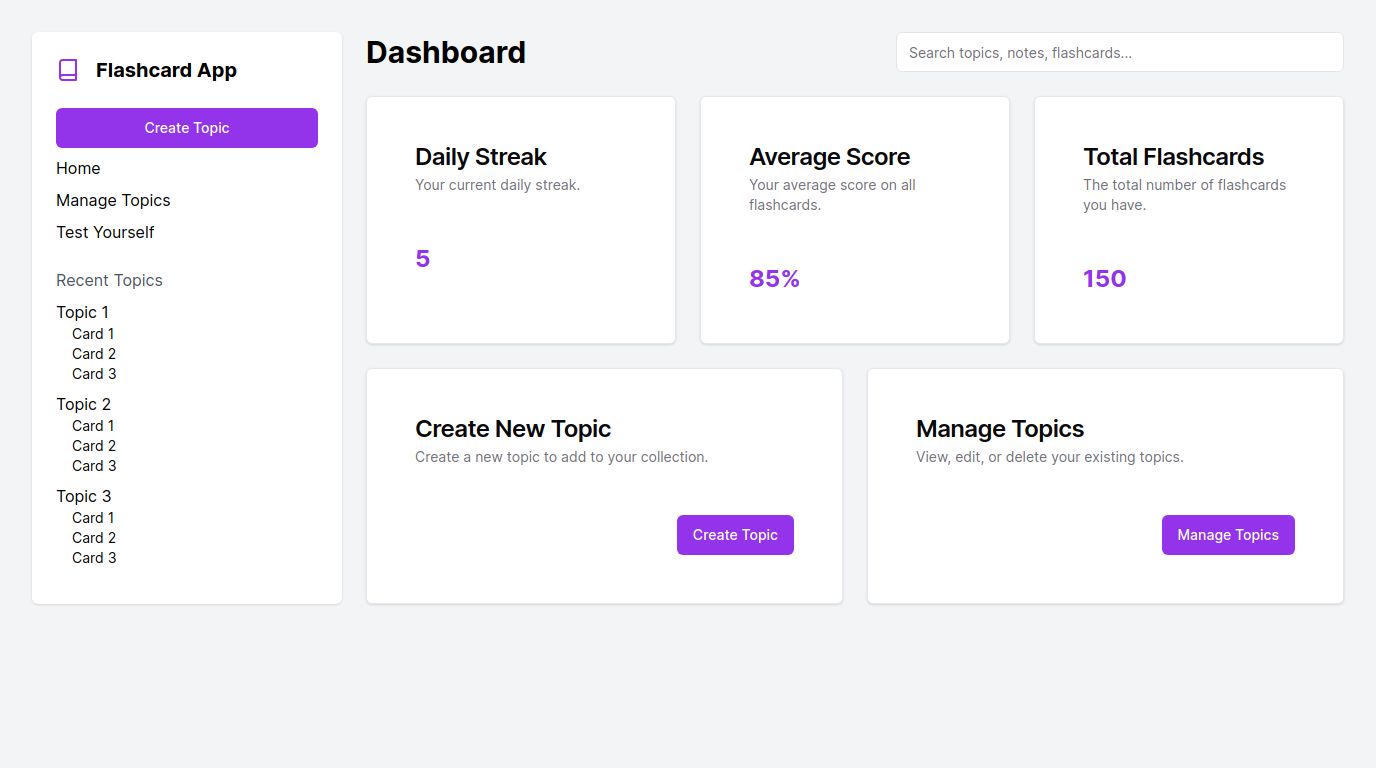 Flashcard App
Create Topic
Home
Manage Topics
Test Yourself
Recent Topics
Topic 1
Card 1
Card 2
Card 3
Topic 2
Card 1
Card 2
Card 3
Topic 3
Card 1
Card 2
Card 3
Dashboard
Search topics, notes, flashcards...
Daily Streak
Your current daily streak.
5
Average Score
Your average score on all
flashcards.
85%
Total Flashcards
The total number of flashcards
you have.
150
Create New Topic
Create a new topic to add to your collection.
Create Topic
Manage Topics
View, edit, or delete your existing topics.
Manage Topics